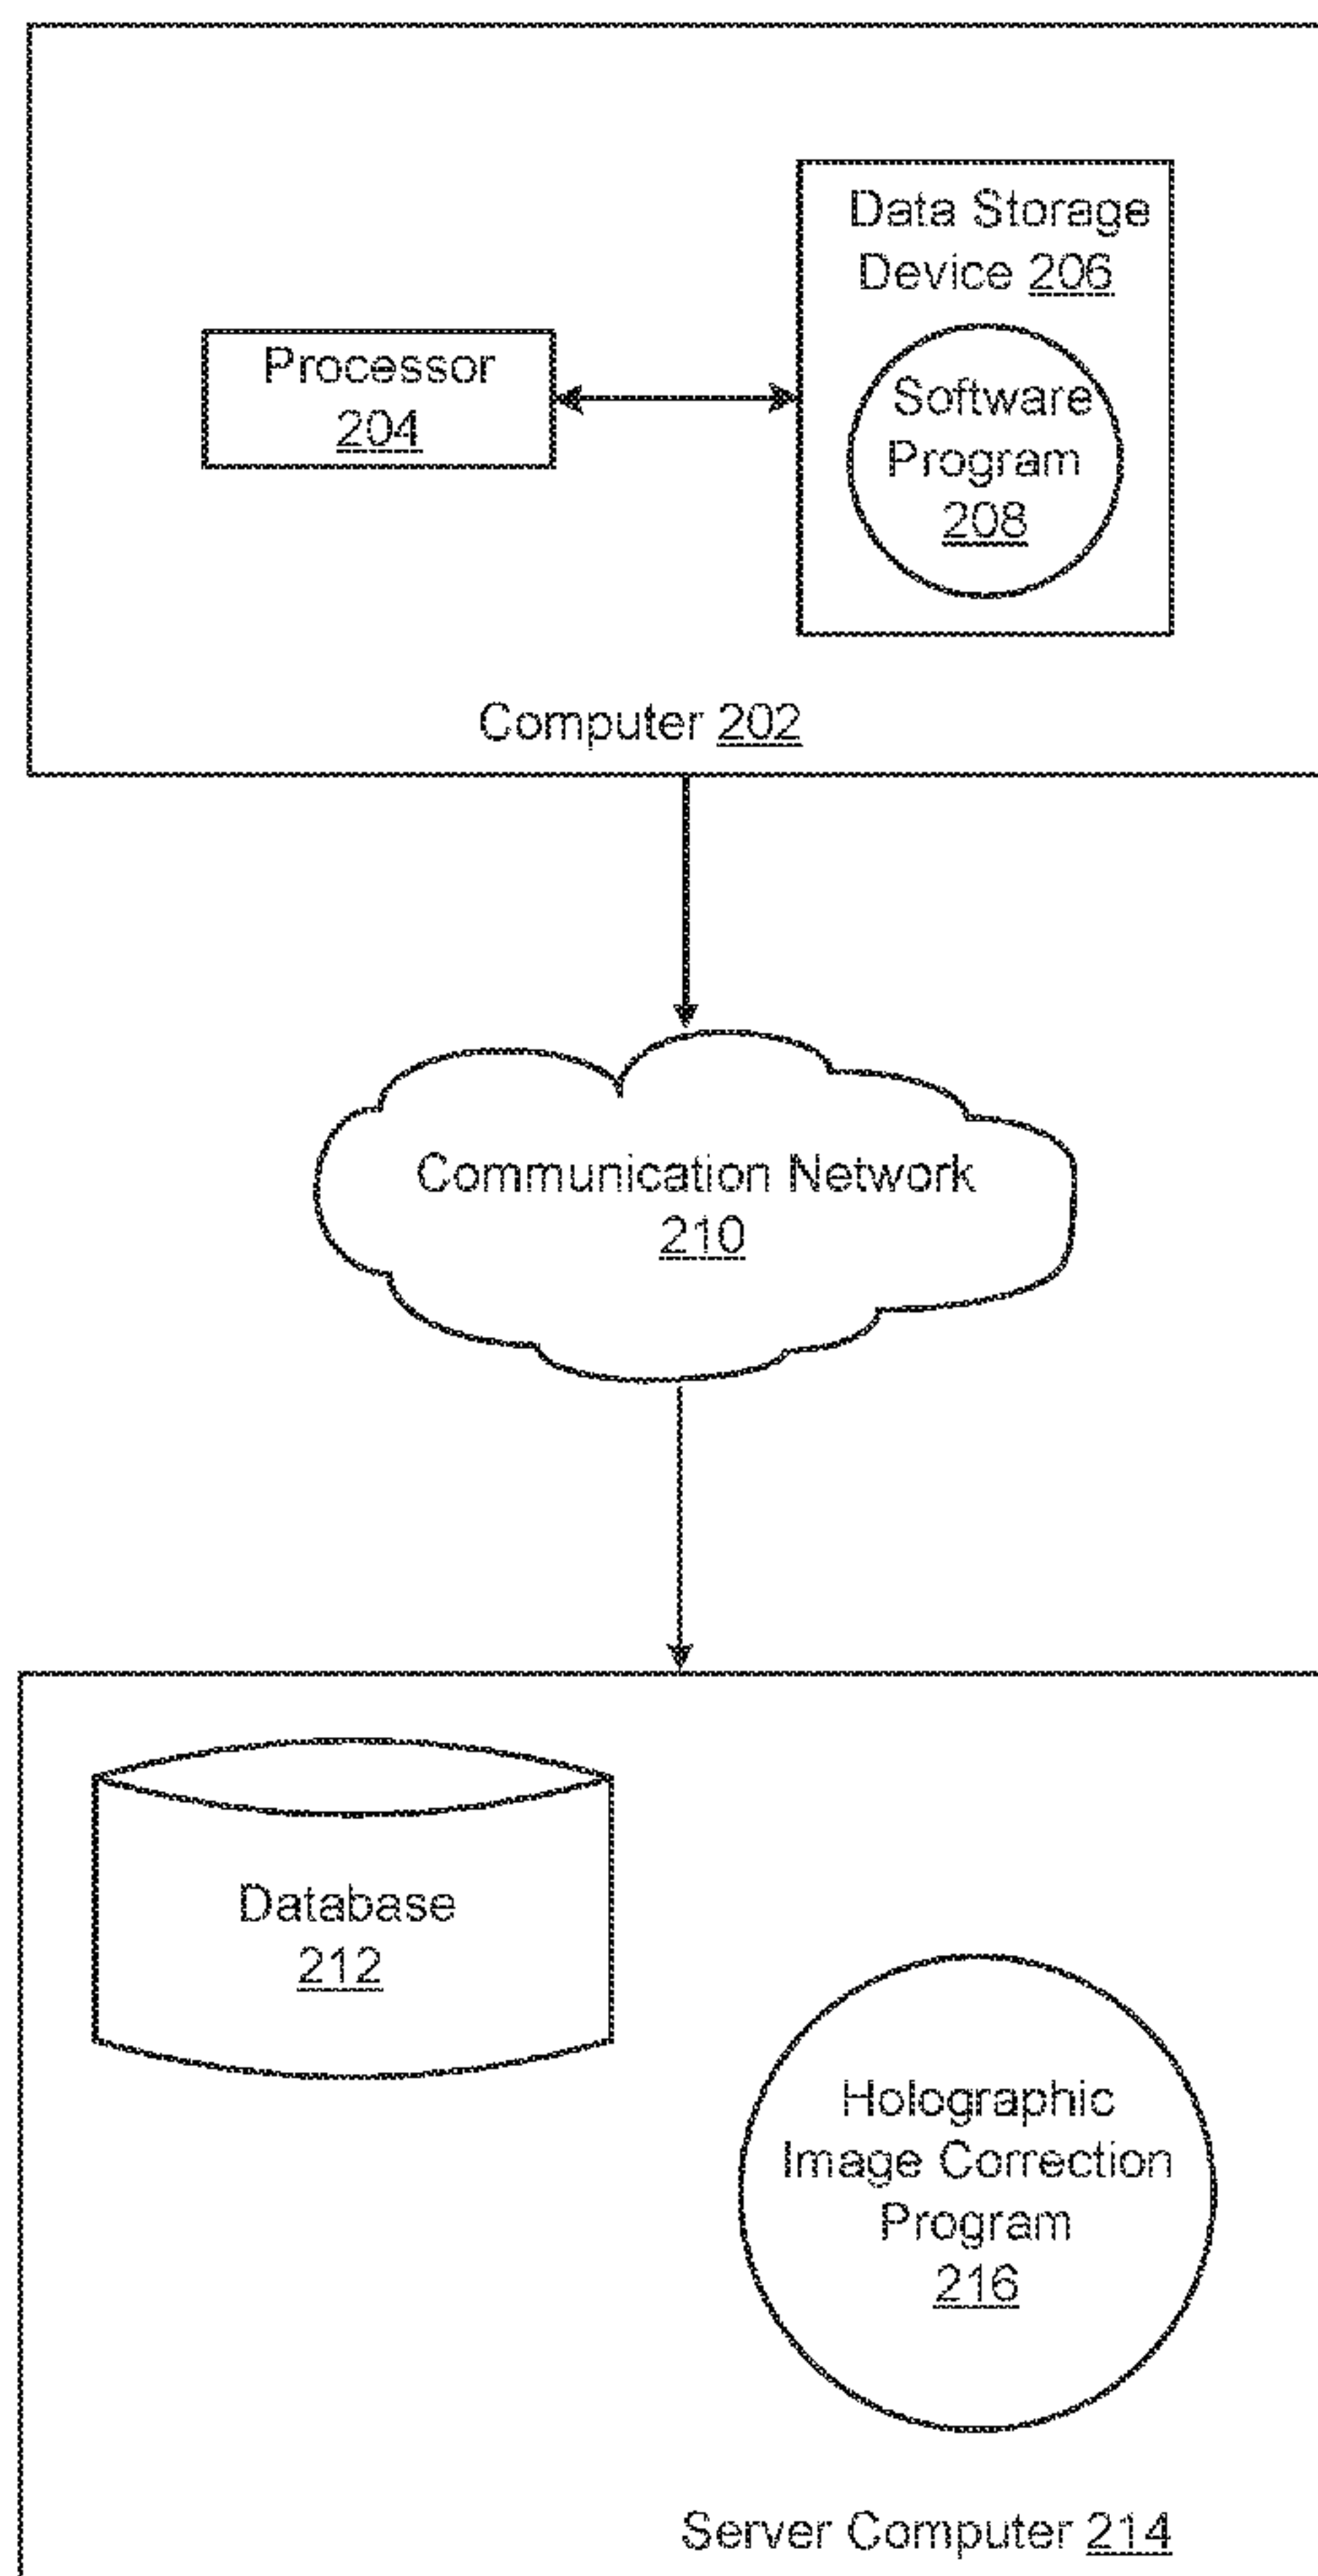 Data Storage
Device 206
Processor
204
Software
Program
208
Computer 202
Communication Network
210
Database
212
Holographic
Image Correction
Program
216
Server Computer 214